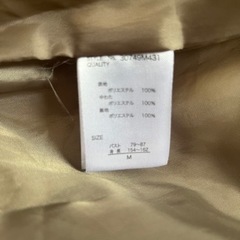 QUALITY
表地
ポリエステル 100%
中わた
ポリエステル 100%
裏地
ポリエステル 100%
SIZE
バスト 79-87
身長 154-162
M